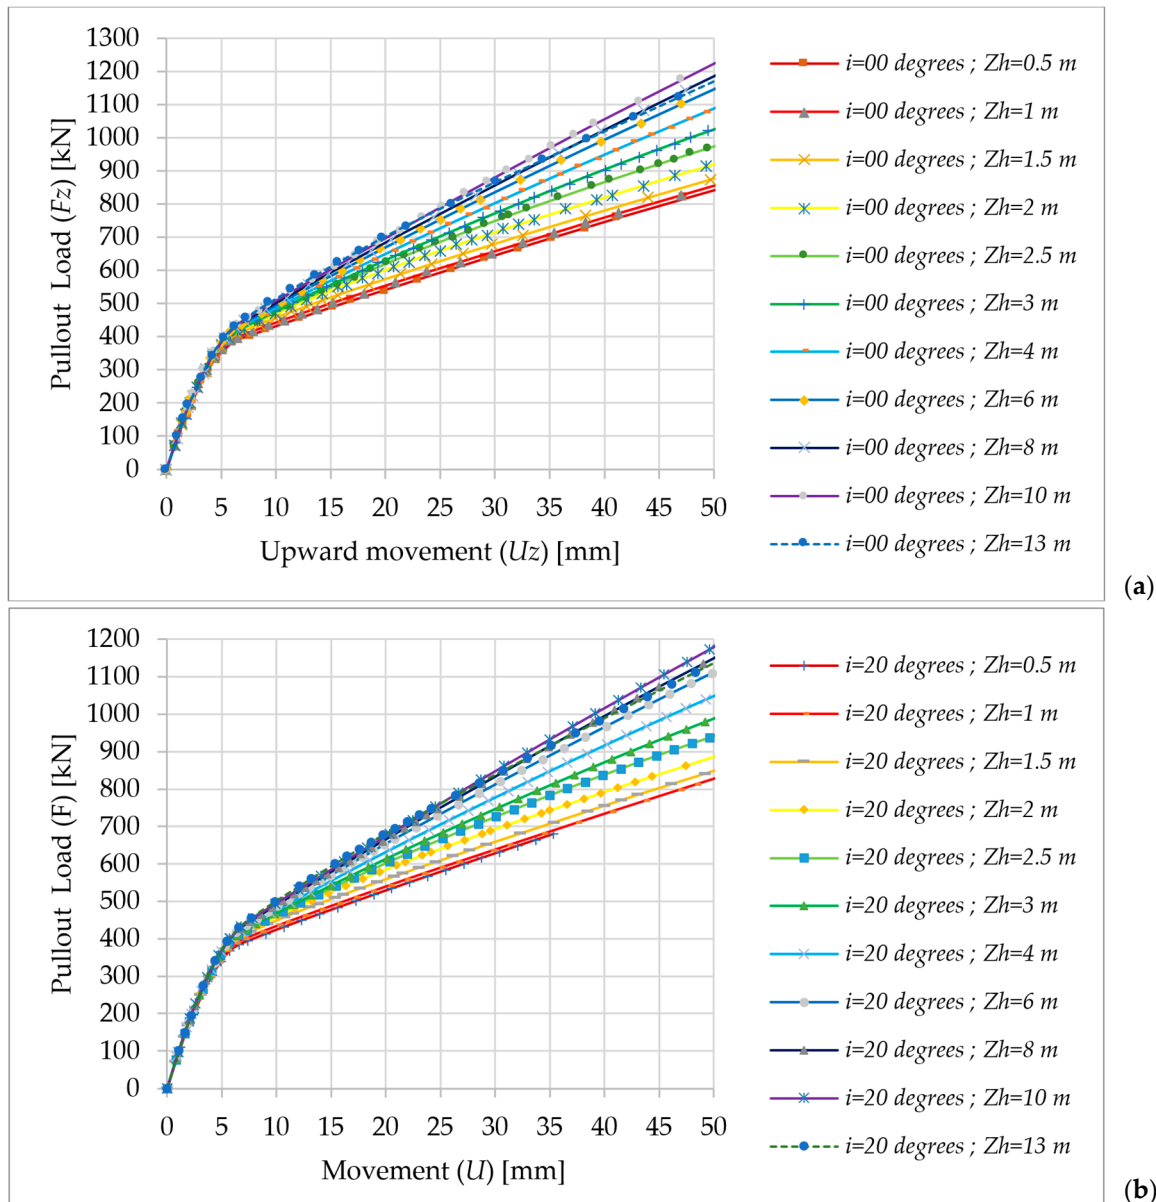 1300
1200
1100
1000
900
800
700
600
500
400
300
200
100
0
Pullout Load (Fz) [kN]
0 5 10 15 20 25 30 35 40 45 50
Upward movement (Uz) [mm]
i=00 degrees ; Zh=0.5 m
i=00 degrees ; Zh=1 m
i=00 degrees ; Zh=1.5 m
i=00 degrees ; Zh=2 m
i=00 degrees ; Zh=2.5 m
i=00 degrees ; Zh=3 m
i=00 degrees ; Zh=4 m
i=00 degrees ; Zh=6 m
i=00 degrees ; Zh=8 m
i=00 degrees ; Zh=10 m
i=00 degrees ; Zh=13 m
(a)
1200
1100
1000
900
800
700
600
500
400
300
200
100
0
Pullout Load (F) [kN]
0 5 10 15 20 25 30 35 40 45 50
Movement (U) [mm]
i=20 degrees ; Zh=0.5 m
i=20 degrees ; Zh=1 m
i=20 degrees ; Zh=1.5 m
i=20 degrees ; Zh=2 m
i=20 degrees ; Zh=2.5 m
i=20 degrees ; Zh=3 m
i=20 degrees ; Zh=4 m
i=20 degrees ; Zh=6 m
i=20 degrees ; Zh=8 m
i=20 degrees ; Zh=10 m
i=20 degrees ; Zh=13 m
(b)